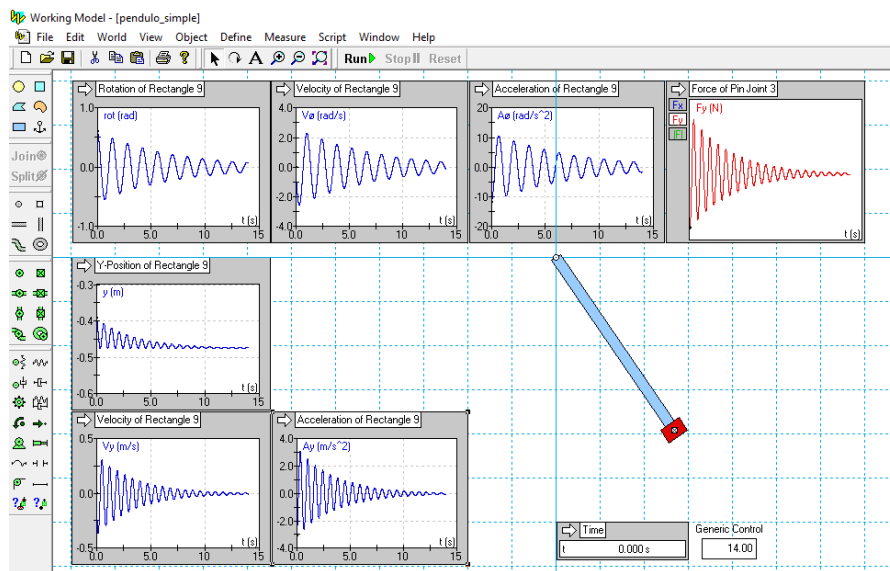 Working Model - [pendulo_simple]
File Edit World View Object Define Measure Script Window Help
A Run Stop Reset
Rotation of Rectangle 9
Velocity of Rectangle 9
Acceleration of Rectangle 9
Force of Pin Joint 3
1.0 rot (rad)
4.0 Vø (rad/s)
20 Aø (rad/s^2)
Fx
Fy
|F|
Fy (N)
2.0
10
0.0
0.0
0
-2.0
-10
-1.0
-4.0
-20
t (s)
t (s)
t (s)
t (s)
0.0 5.0 10 15
0.0 5.0 10 15
0.0 5.0 10 15
Join
Split
Y-Position of Rectangle 9
-0.3 y (m)
-0.4
-0.5
-0.6
t (s)
0.0 5.0 10 15
Velocity of Rectangle 9
Acceleration of Rectangle 9
0.5 Vy (m/s)
4.0 Ay (m/s^2)
2.0
0.0
0.0
-2.0
-0.5
-4.0
t (s)
t (s)
0.0 5.0 10 15
0.0 5.0 10 15
Time
t 0.000 s
Generic Control
14.00